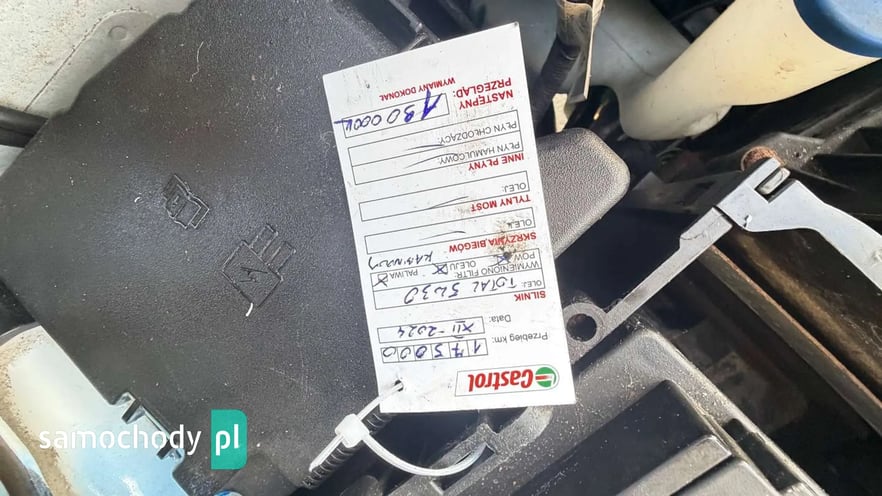 Castrol
Przebieg km: 175000
Data: XII-2024
SILNIK
OLEJ: TOTAL 5W30
WYMIENIONO FILTR:
POW. OLEJU PALIWA
SKRZYNIA BIEGÓW
OLEJ:
TYLNY MOST
OLEJ:
INNE PŁYNY
PŁYN HAMULCOWY:
PŁYN CHŁODZĄCY:
NASTĘPNY
PRZEGLĄD: 190000
WYMIANY DOKONAŁ
samochody pl